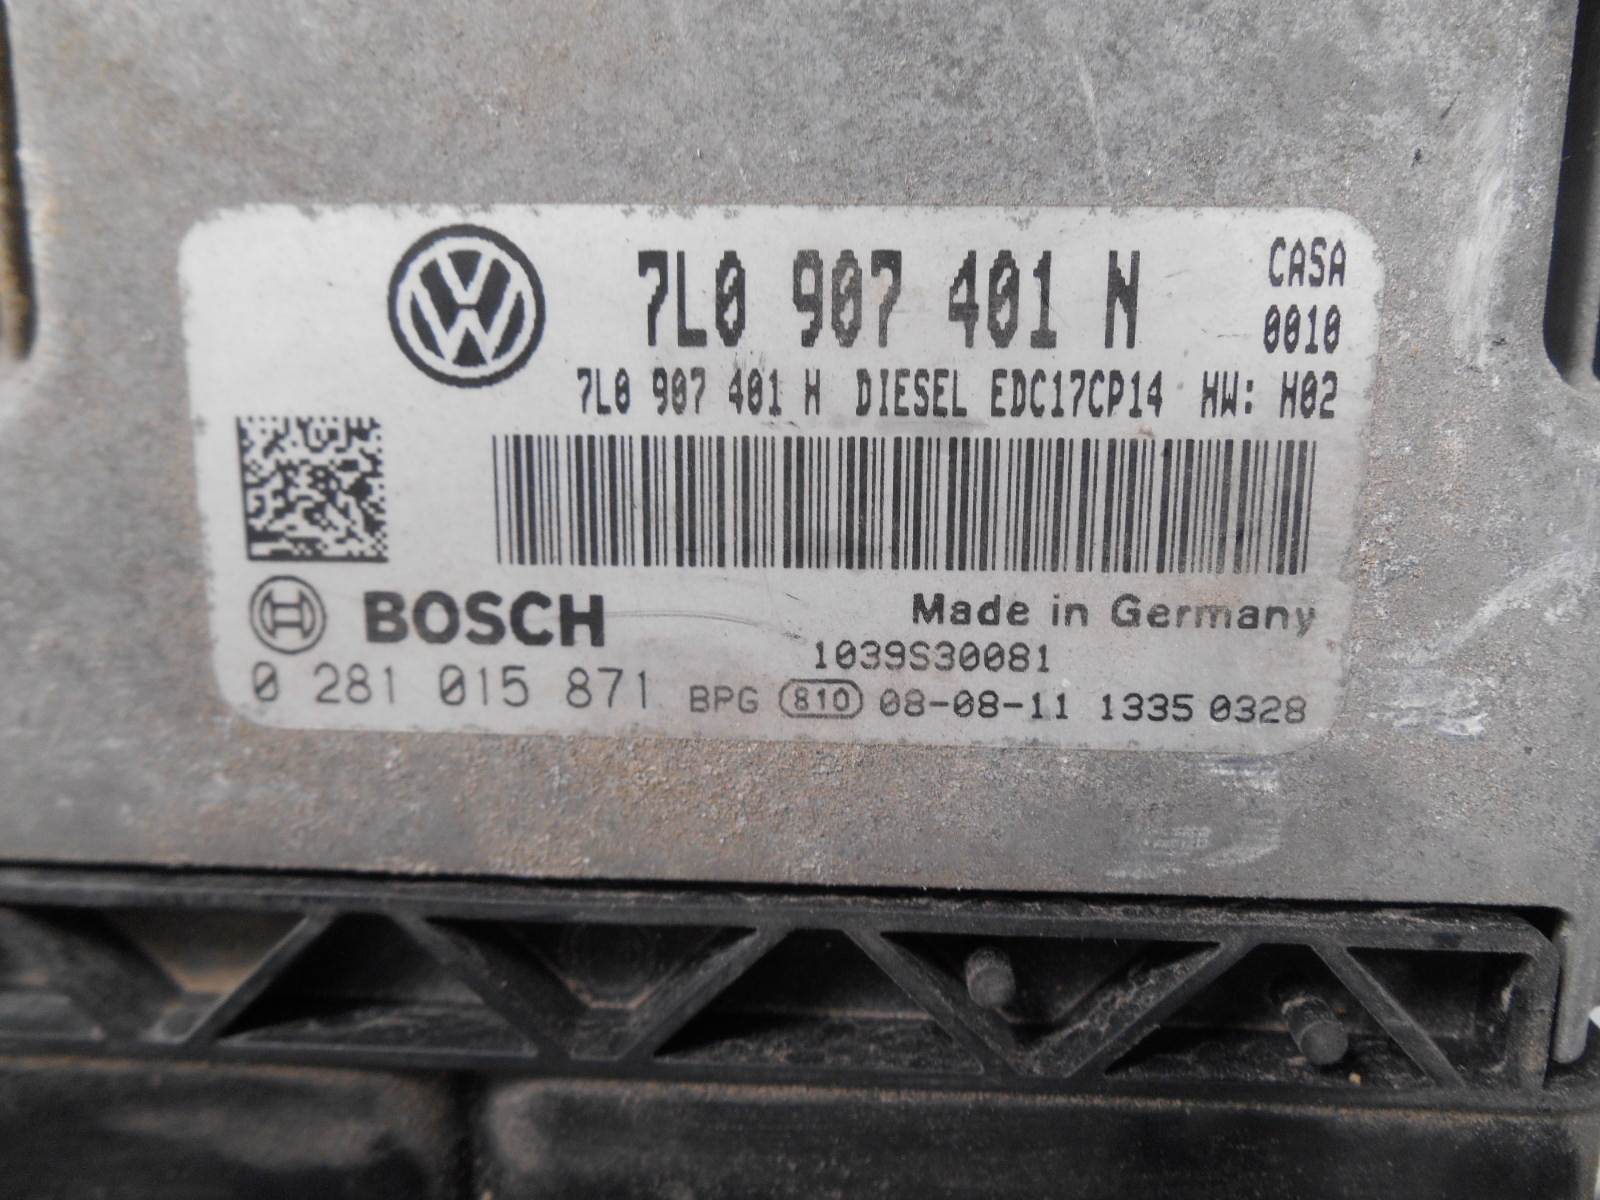 7L0 907 401 N
CASA
0010
7L0 907 401 H DIESEL EDC17CP14 HW: H02
BOSCH
Made in Germany
1039S30081
0 281 015 871 BPG 810 08-08-11 1335 0328